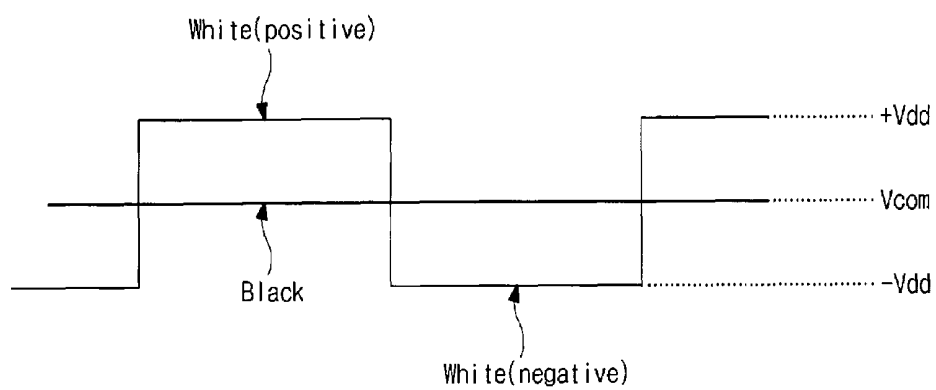 White(positive)
+Vdd
Vcom
Black
-Vdd
White(negative)